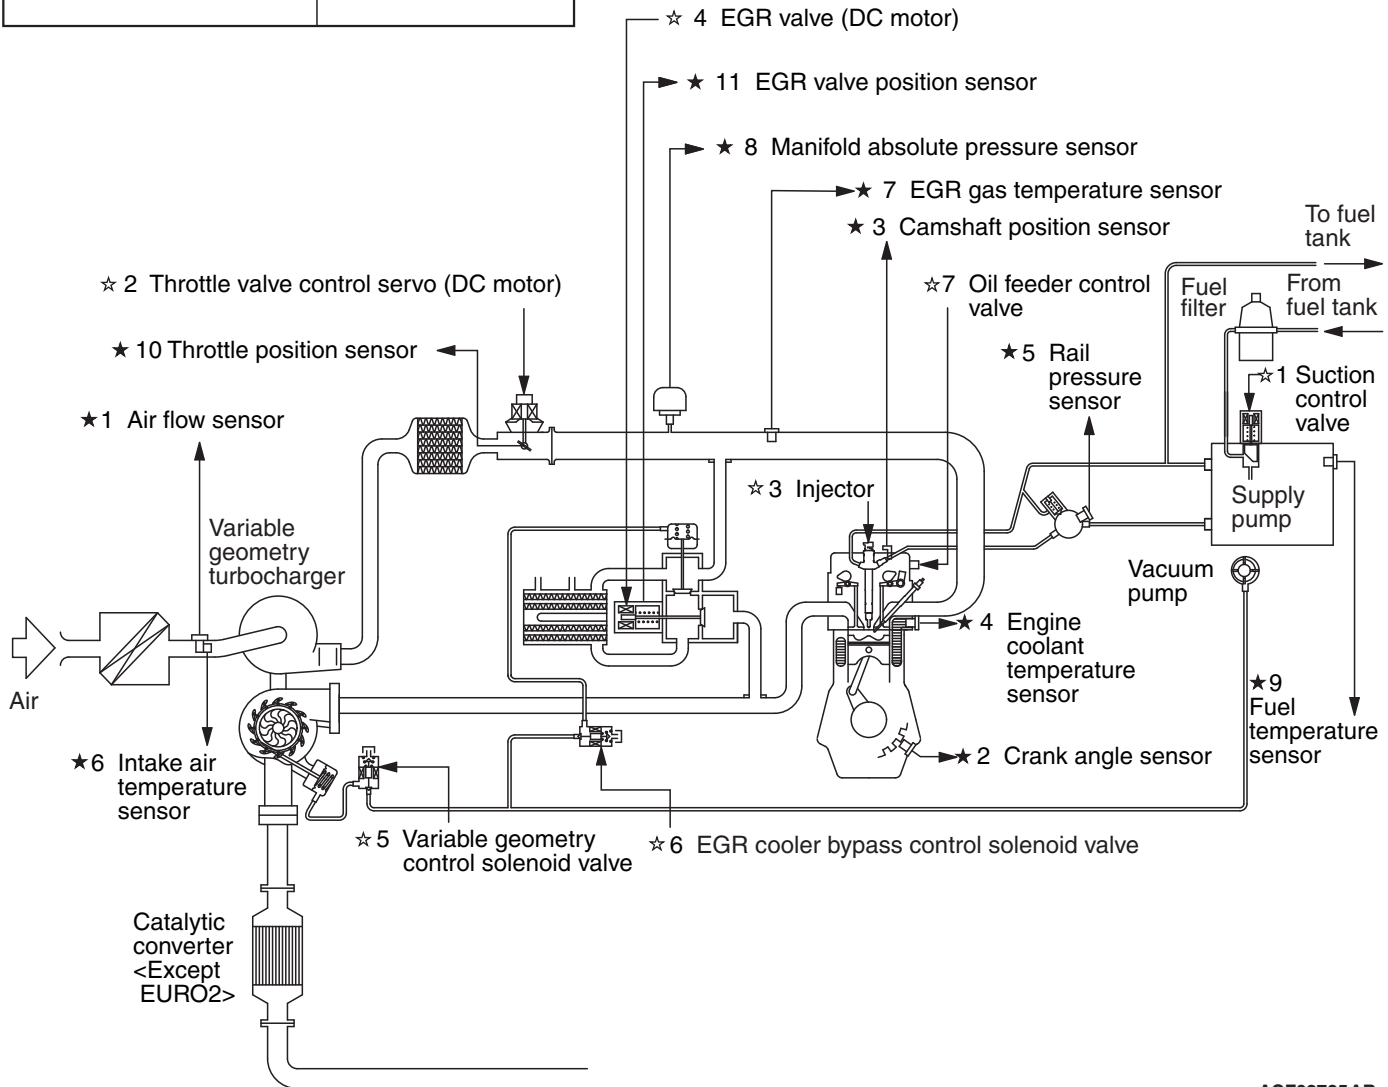 ☆ 4 EGR valve (DC motor)
★ 11 EGR valve position sensor
★ 8 Manifold absolute pressure sensor
★ 7 EGR gas temperature sensor
★ 3 Camshaft position sensor
To fuel
tank
☆ 2 Throttle valve control servo (DC motor)
☆7 Oil feeder control
valve
Fuel
filter
From
fuel tank
★ 10 Throttle position sensor
★5 Rail
pressure
sensor
☆1 Suction
control
valve
★1 Air flow sensor
☆3 Injector
Supply
pump
Variable
geometry
turbocharger
Vacuum
pump
★ 4 Engine
coolant
temperature
sensor
Air
★9
Fuel
temperature
sensor
★6 Intake air
temperature
sensor
★ 2 Crank angle sensor
☆5 Variable geometry
control solenoid valve
☆6 EGR cooler bypass control solenoid valve
Catalytic
converter
<Except
EURO2>